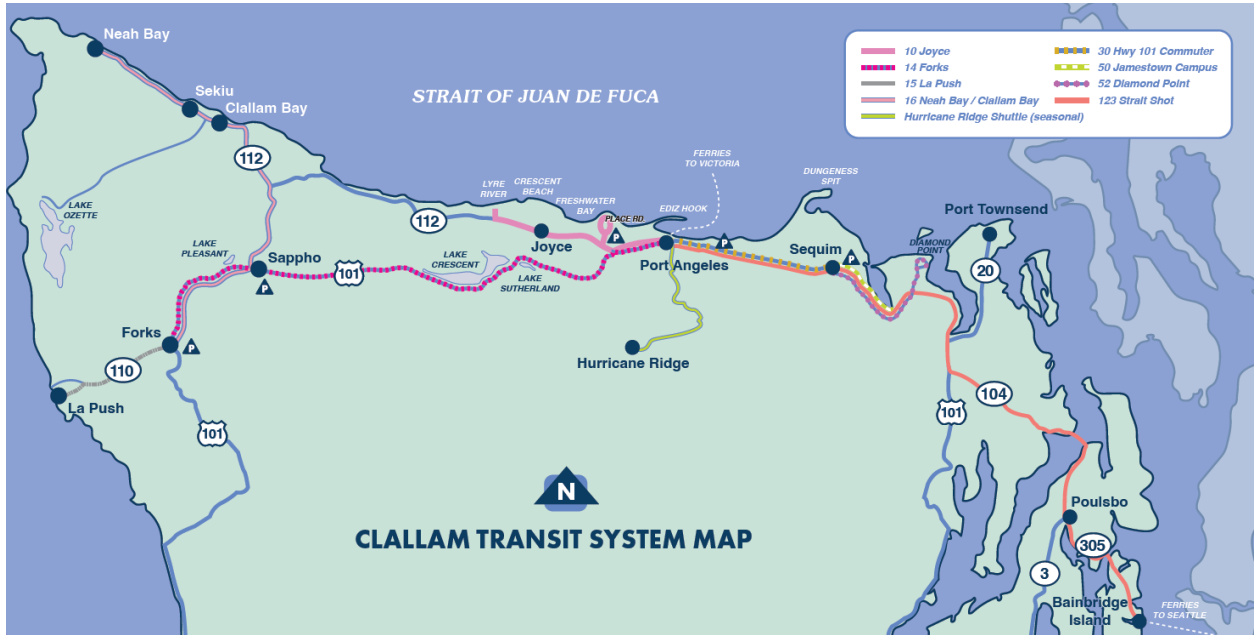 Neah Bay
Sekiu
Clallam Bay
STRAIT OF JUAN DE FUCA
10 Joyce
14 Forks
15 La Push
16 Neah Bay / Clallam Bay
Hurricane Ridge Shuttle (seasonal)
30 Hwy 101 Commuter
50 Jamestown Campus
52 Diamond Point
123 Strait Shot
112
LAKE
OZETTE
LAKE
PLEASANT
Sappho
P
101
112
LYRE
RIVER
CRESCENT
BEACH
FRESHWATER
BAY
PLACE RD
P
Joyce
LAKE
CRESCENT
LAKE
SUTHERLAND
EDIZ HOOK
FERRIES
TO VICTORIA
P
Port Angeles
DUNGENESS
SPIT
Sequim
P
DIAMOND
POINT
Port Townsend
20
Forks
P
110
La Push
101
Hurricane Ridge
101
104
N
CLALLAM TRANSIT SYSTEM MAP
Poulsbo
305
3
Bainbridge
Island
FERRIES
TO SEATTLE